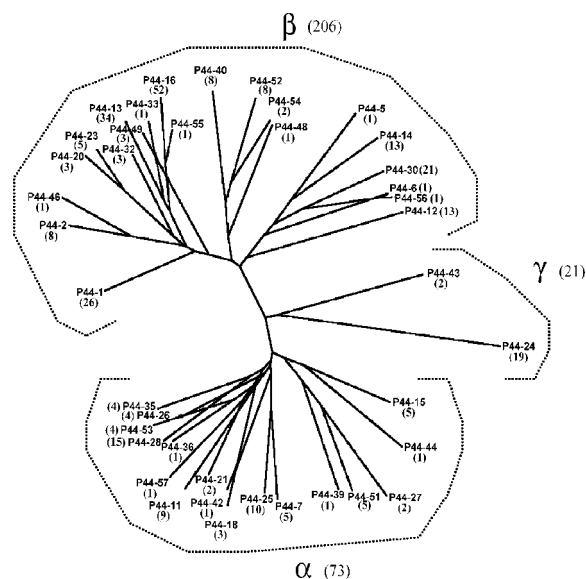 β (206)
P44-40
(8)
P44-16
(52)
P44-52
(8)
P44-33
(1)
P44-13
(34)
P44-54
(2)
P44-5
(1)
P44-49
(3)
P44-55
(1)
P44-48
(1)
P44-23
(5)
P44-14
(13)
P44-32
(3)
P44-20
(3)
P44-30(21)
P44-6 (1)
P44-56 (1)
P44-46
(1)
P44-12 (13)
P44-2
(8)
γ (21)
P44-43
(2)
P44-1
(26)
P44-24
(19)
P44-15
(5)
(4) P44-35
(4) P44-26
(4) P44-53
(15) P44-28
P44-36
(1)
P44-44
(1)
P44-57
(1)
P44-21
(2)
P44-11
(9)
P44-42
(1)
P44-18
(3)
P44-25
(10)
P44-7
(5)
P44-39
(1)
P44-51
(5)
P44-27
(2)
α (73)